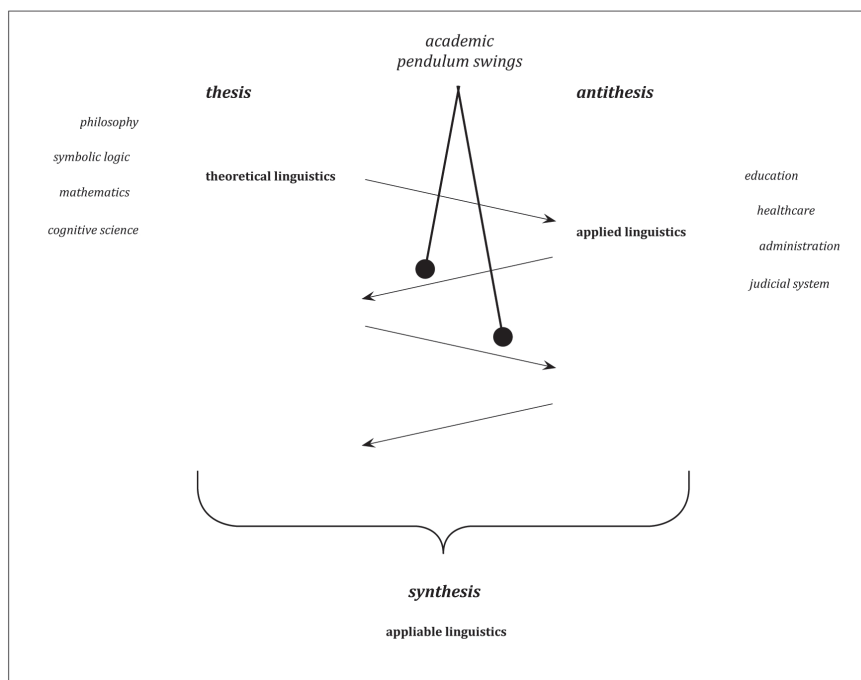 academic
pendulum swings
thesis
antithesis
philosophy
symbolic logic
mathematics
cognitive science
theoretical linguistics
education
healthcare
administration
judicial system
applied linguistics
synthesis
appliable linguistics